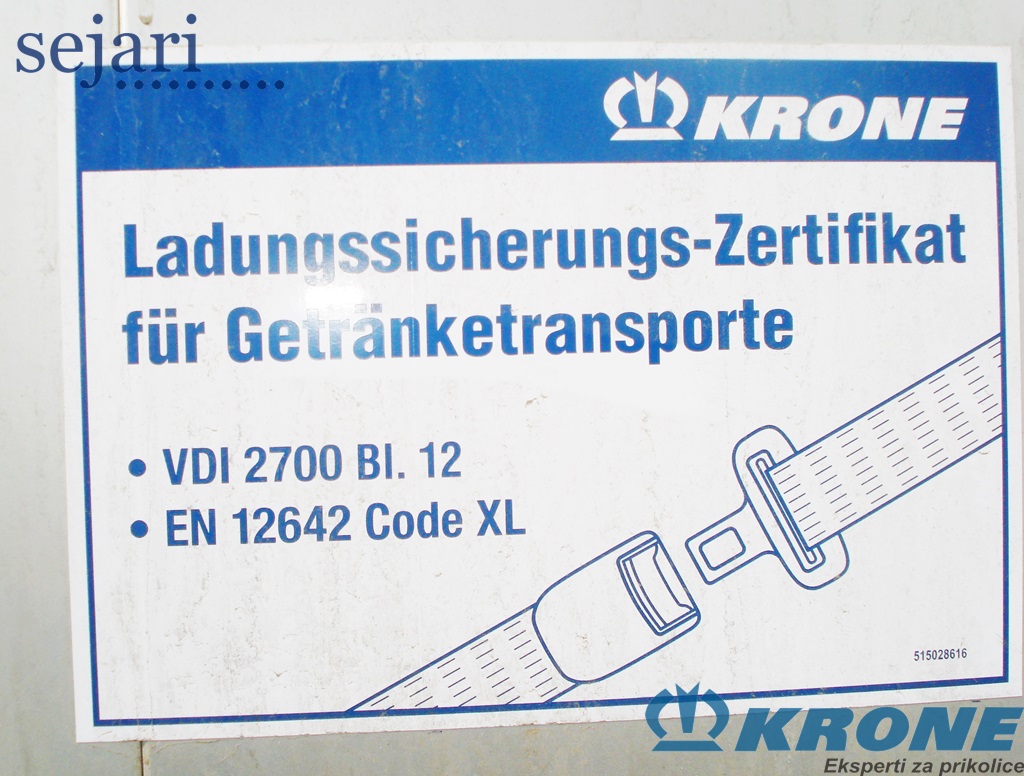 sejari
KRONE
Ladungssicherungs-Zertifikat
für Getränketransporte
• VDI 2700 Bl. 12
• EN 12642 Code XL
515028616
KRONE
Eksperti za prikolice